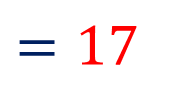 = 17